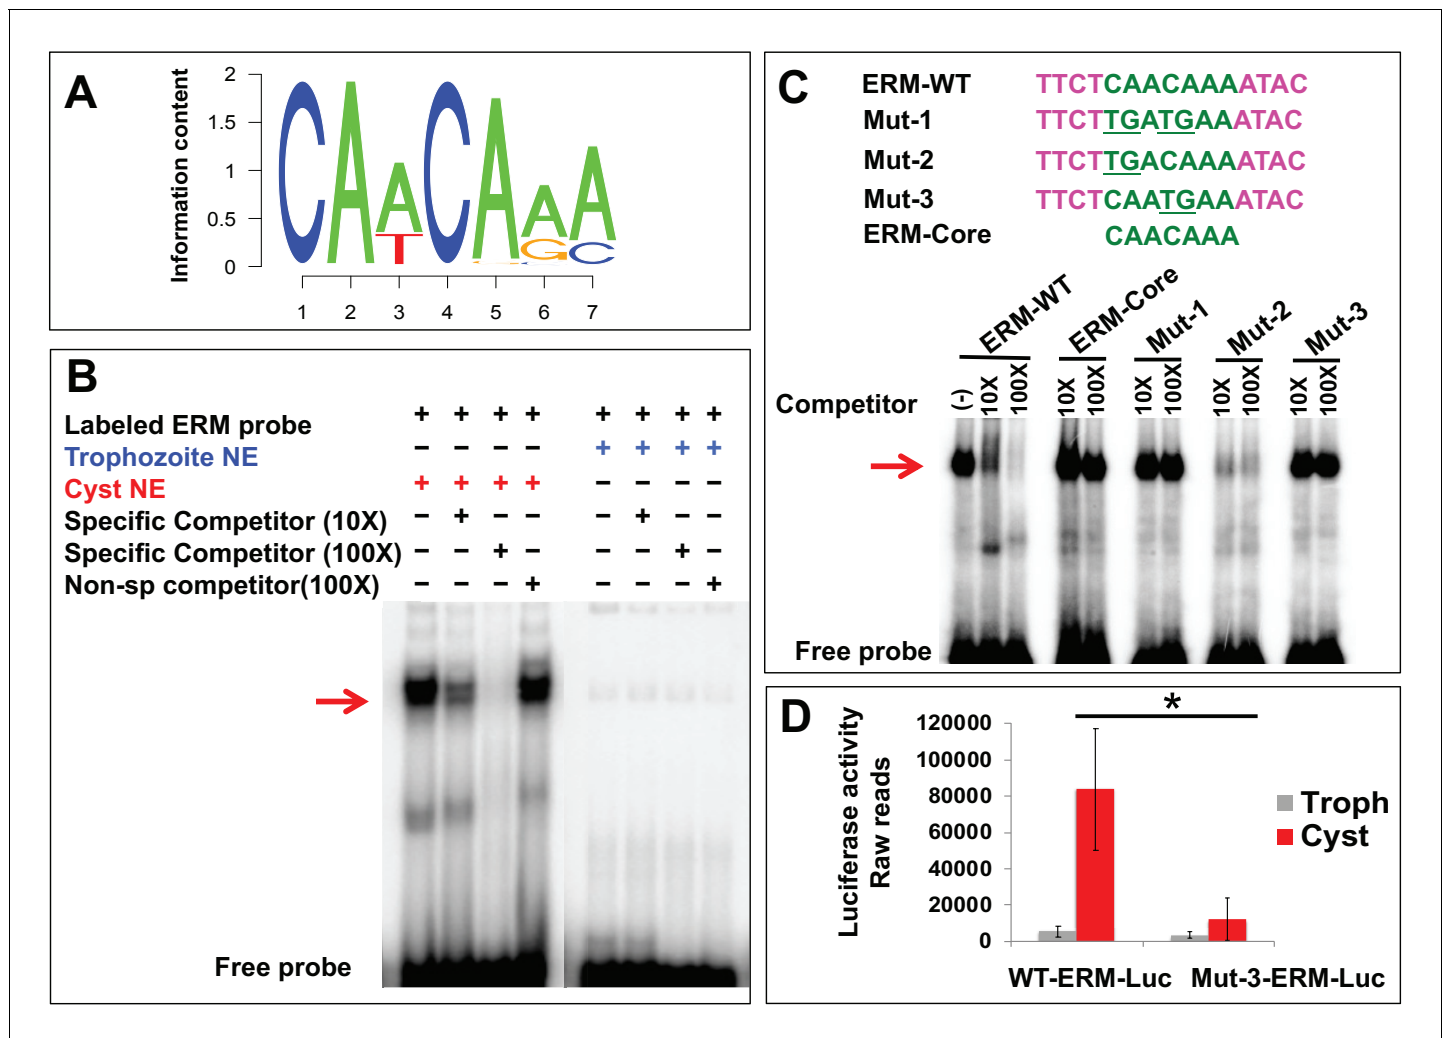 A
Information content
2
1.5
1
0.5
0
CAACAAA
TGC
1 2 3 4 5 6 7
B
Labeled ERM probe + + + + + + + +
Trophozoite NE − − − − + + + +
Cyst NE + + + + − − − −
Specific Competitor (10X) − + − − − + − −
Specific Competitor (100X) − − + − − − + −
Non-sp competitor(100X) − − − + − − − +
Free probe
C
ERM-WT TTCTCAACAAAATAC
Mut-1 TTCTTGATGAAATAC
Mut-2 TTCTTGACAAAATAC
Mut-3 TTCTCAATGAAATAC
ERM-Core CAACAAA
ERM-WT ERM-Core Mut-1 Mut-2 Mut-3
Competitor (-) 10X 100X 10X 100X 10X 100X 10X 100X 10X 100X
Free probe
D
Luciferase activity
Raw reads
120000
100000
80000
60000
40000
20000
0
*
Troph
Cyst
WT-ERM-Luc Mut-3-ERM-Luc